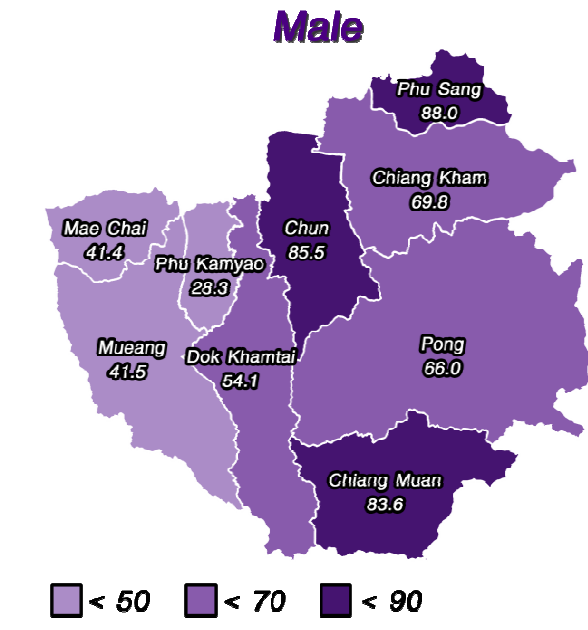 Male
Phu Sang
88.0
Chiang Kham
69.8
Mae Chai
41.4
Phu Kamyao
28.3
Chun
85.5
Mueang
41.5
Dok Khamtai
54.1
Pong
66.0
Chiang Muan
83.6
< 50 < 70 < 90